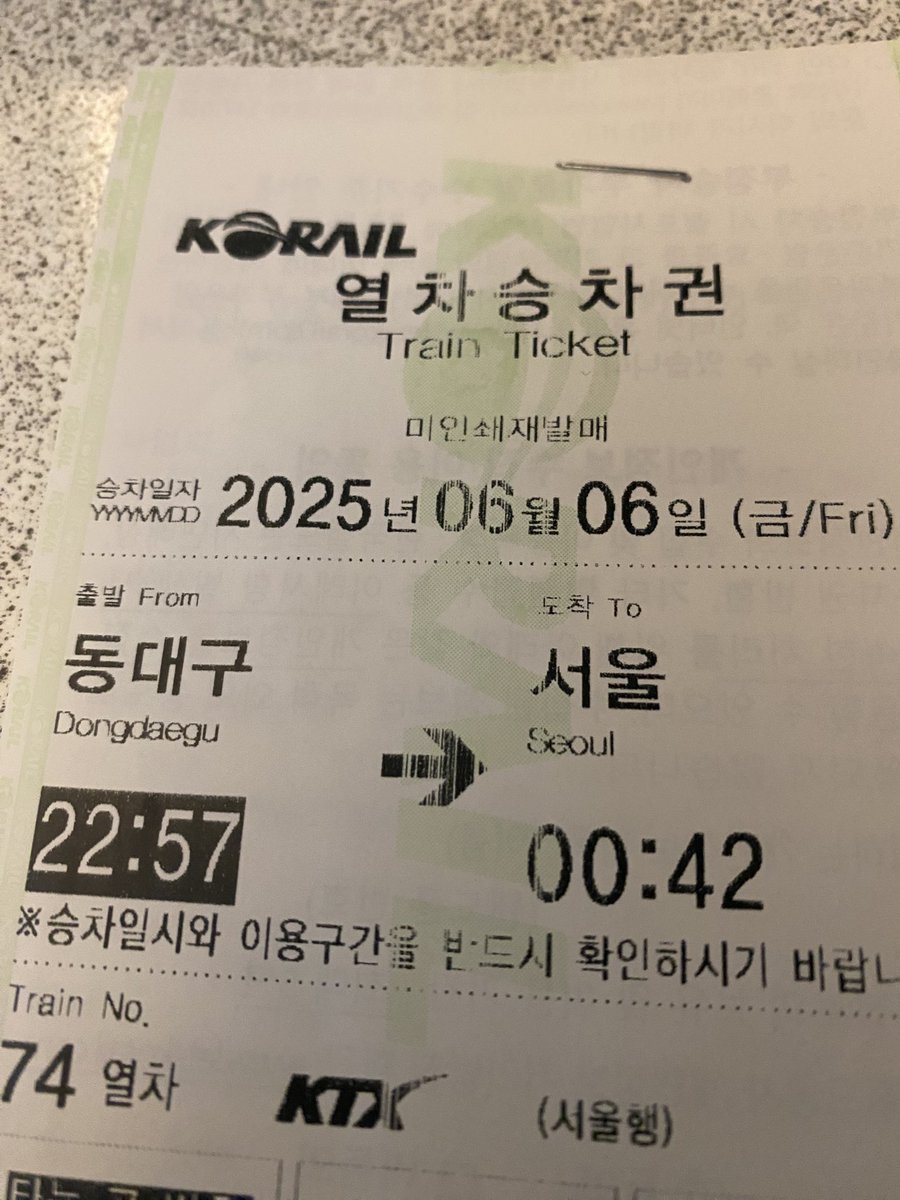 KORAIL
열차승차권
Train Ticket
미인쇄재발매
승차일자 2025년 06월 06일 (금/Fri)
YYYYMMDD
출발 From 도착 To
동대구 서울
Dongdaegu Seoul
22:57 00:42
※승차일시와 이용구간을 반드시 확인하시기 바랍니
Train No.
74 열차 KTX (서울행)